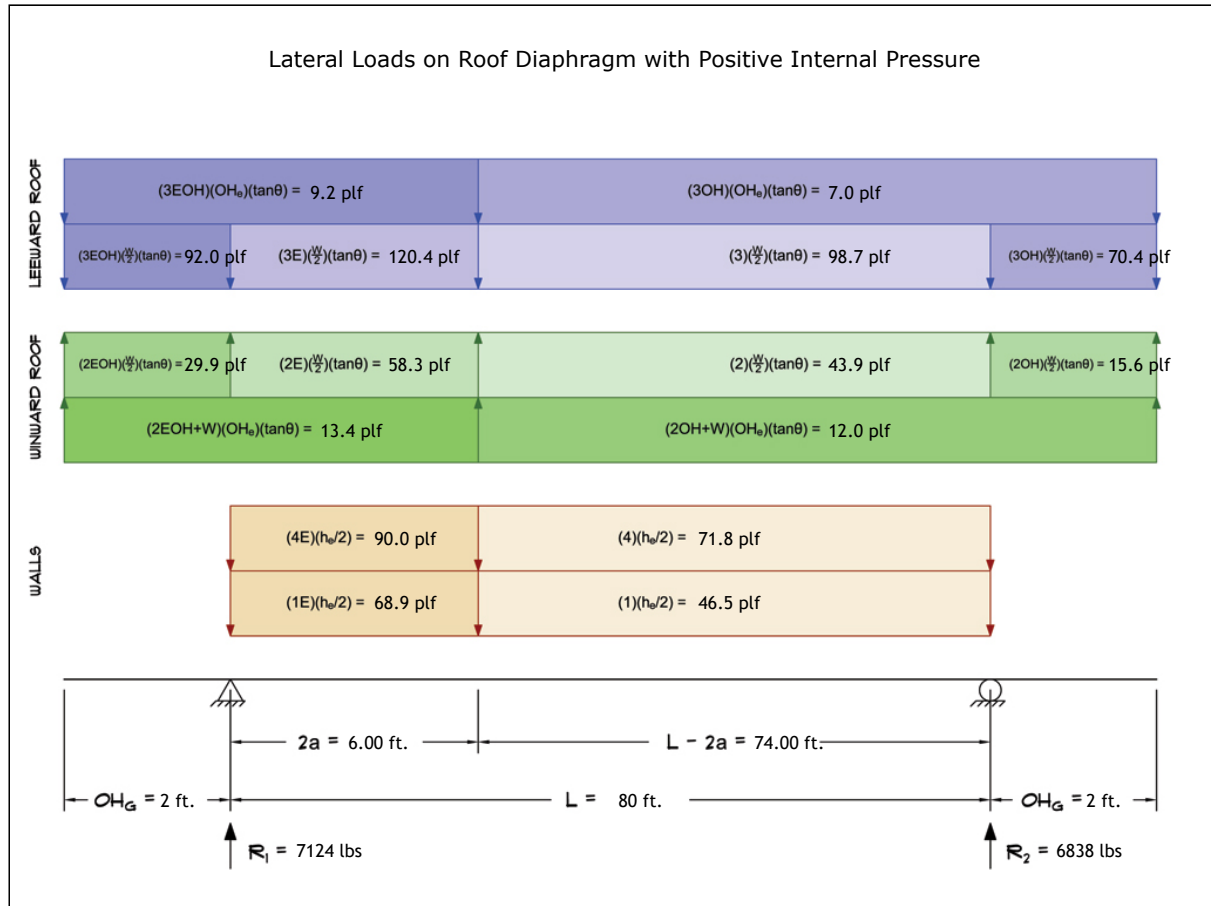 Lateral Loads on Roof Diaphragm with Positive Internal Pressure
LEEWARD ROOF
(3EOH)(OHₑ)(tanθ) = 9.2 plf
(3OH)(OHₑ)(tanθ) = 7.0 plf
(3EOH)(W/2)(tanθ) = 92.0 plf
(3E)(W/2)(tanθ) = 120.4 plf
(3)(W/2)(tanθ) = 98.7 plf
(3OH)(W/2)(tanθ) = 70.4 plf
WINWARD ROOF
(2EOH)(W/2)(tanθ) = 29.9 plf
(2E)(W/2)(tanθ) = 58.3 plf
(2)(W/2)(tanθ) = 43.9 plf
(2OH)(W/2)(tanθ) = 15.6 plf
(2EOH+W)(OHₑ)(tanθ) = 13.4 plf
(2OH+W)(OHₑ)(tanθ) = 12.0 plf
WALLS
(4E)(hₑ/2) = 90.0 plf
(4)(hₑ/2) = 71.8 plf
(1E)(hₑ/2) = 68.9 plf
(1)(hₑ/2) = 46.5 plf
2a = 6.00 ft.
L - 2a = 74.00 ft.
OH_G = 2 ft.
L = 80 ft.
OH_G = 2 ft.
R₁ = 7124 lbs
R₂ = 6838 lbs